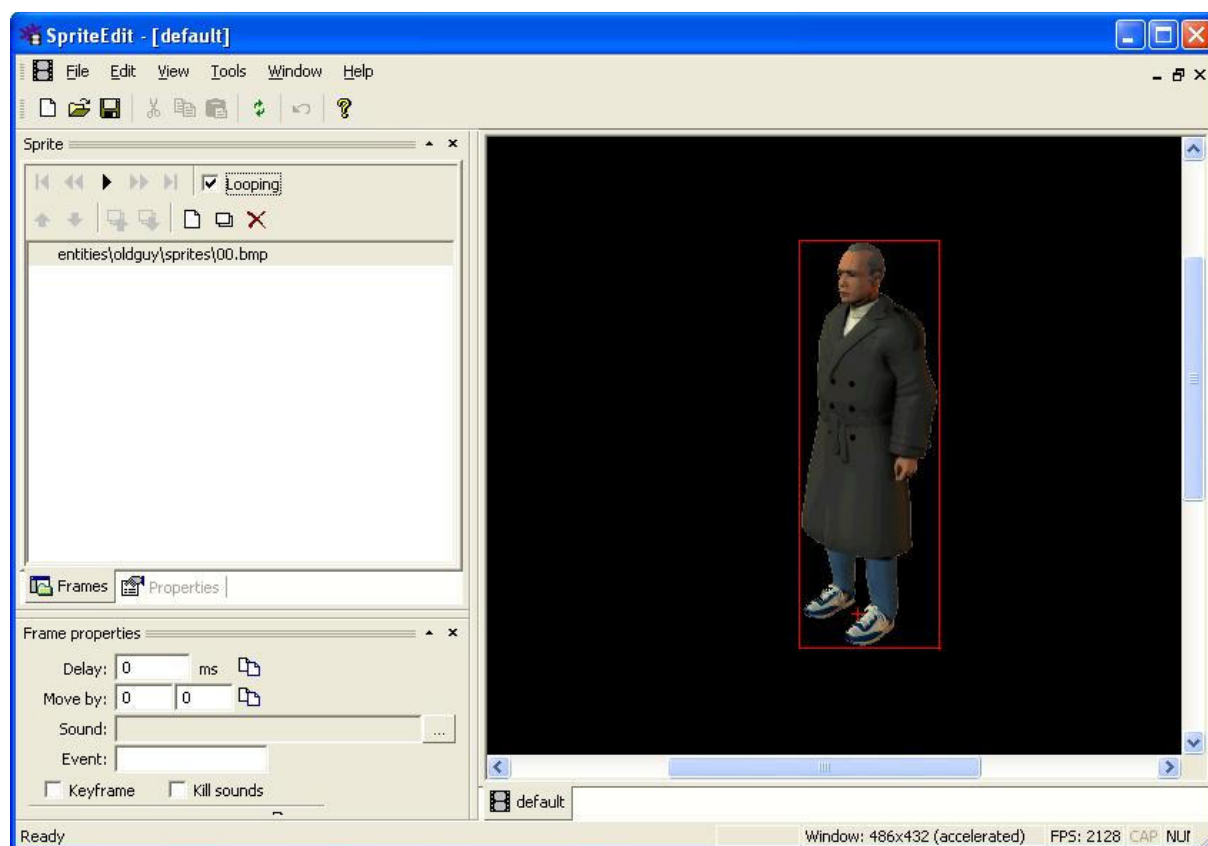 SpriteEdit - [default]
File Edit View Tools Window Help
Sprite
Looping
entities\oldguy\sprites\00.bmp
Frames Properties
Frame properties
Delay: 0 ms
Move by: 0 0
Sound: ...
Event:
Keyframe Kill sounds
default
Ready Window: 486x432 (accelerated) FPS: 2128 CAP